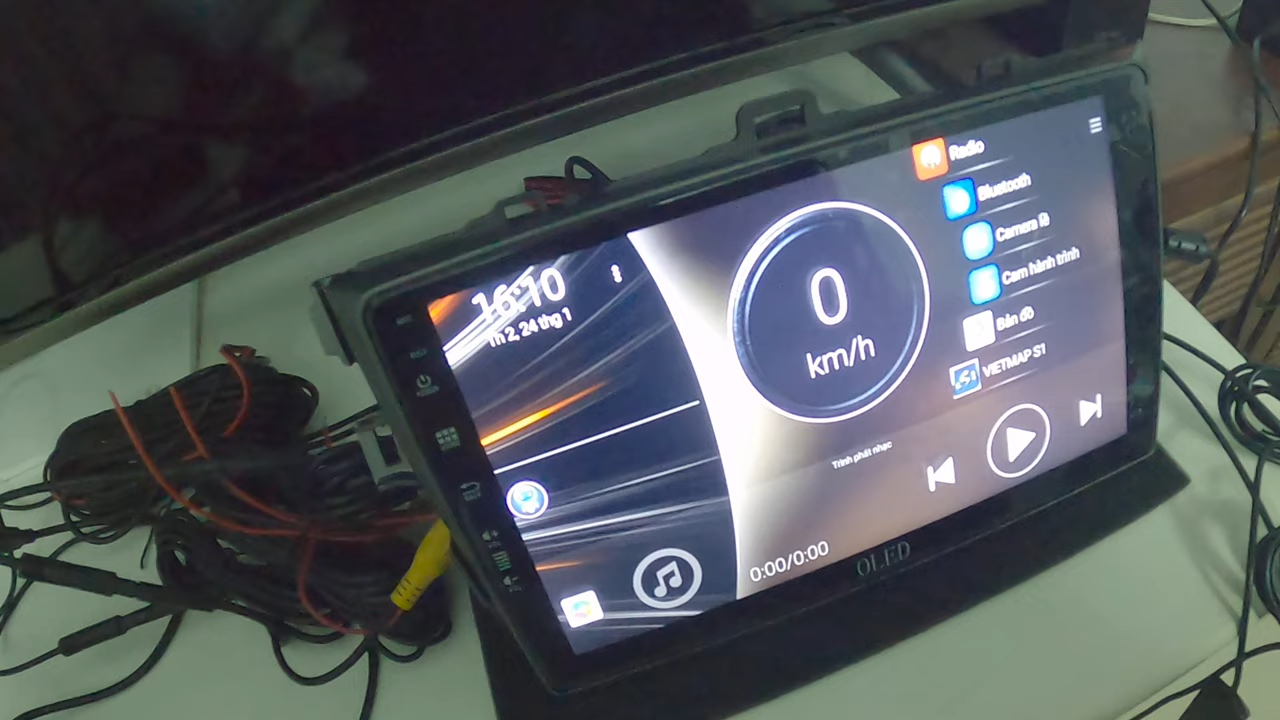 16:10
Th 2, 24 thg 1
0
km/h
Radio
Bluetooth
Camera lề
Cam hành trình
Bản đồ
VIETMAP S1
Trình phát nhạc
0:00/0:00
OLED